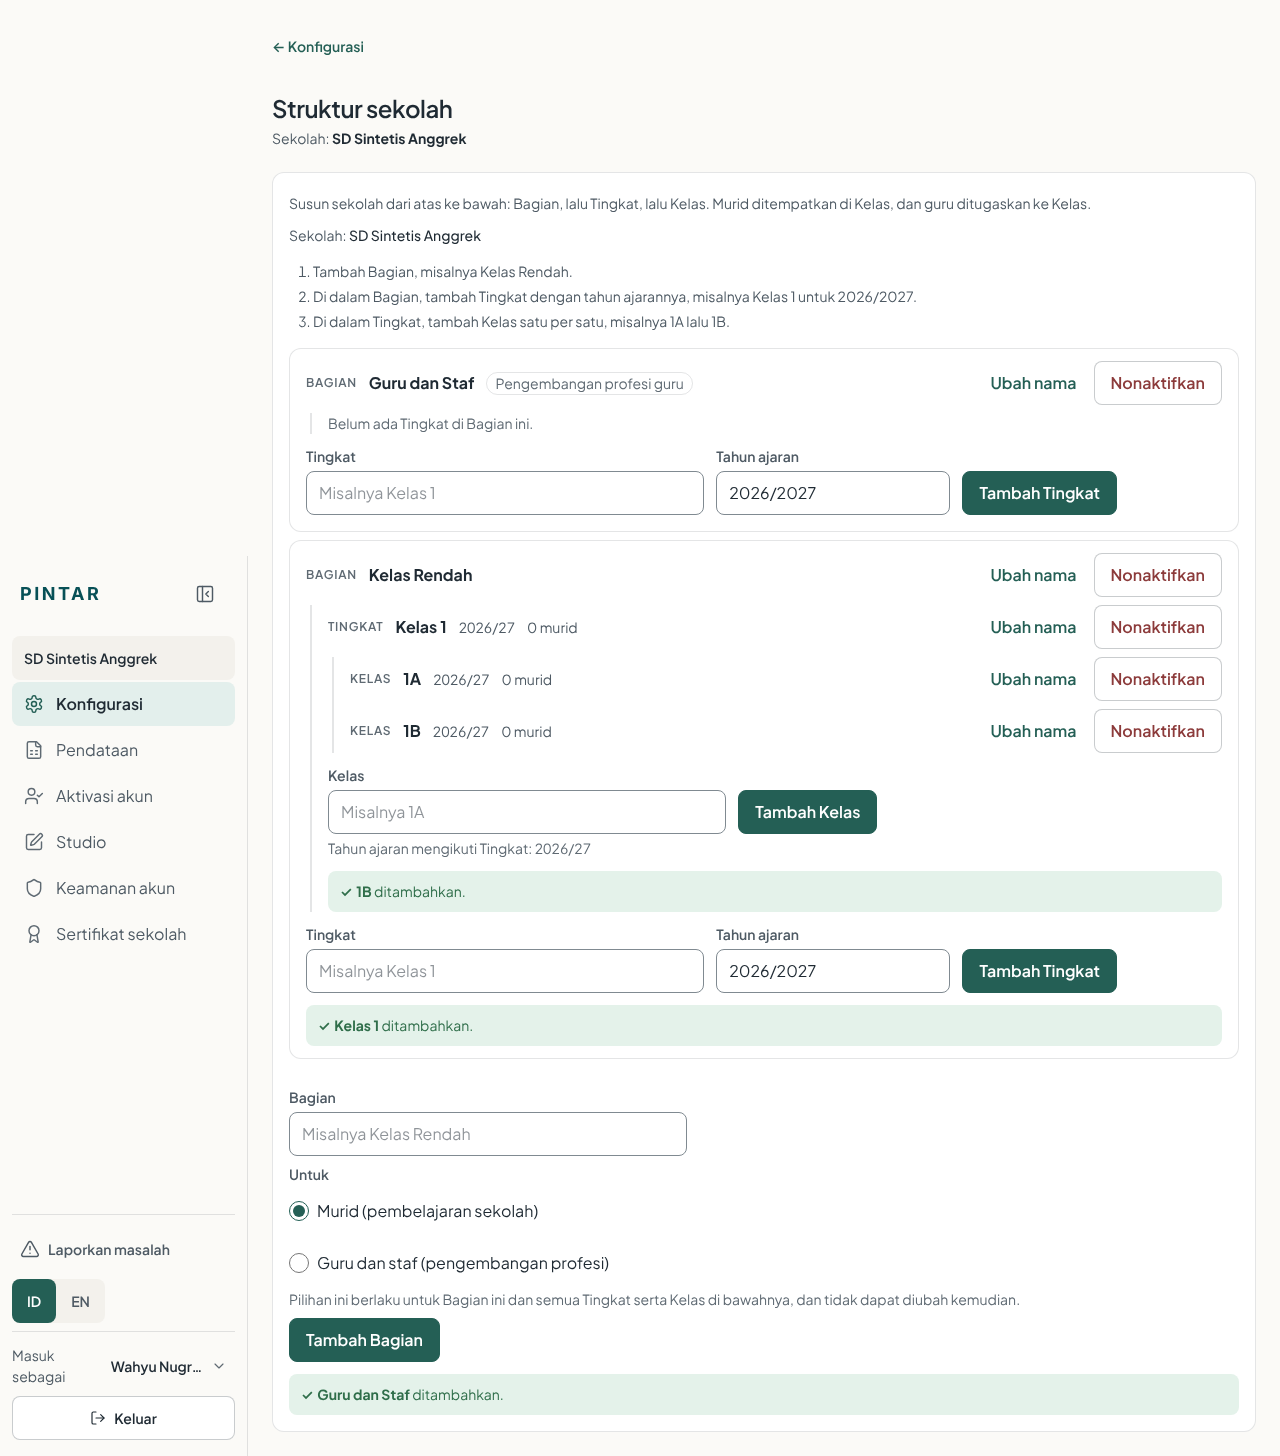 ← Konfigurasi
Struktur sekolah
Sekolah: SD Sintetis Anggrek
Susun sekolah dari atas ke bawah: Bagian, lalu Tingkat, lalu Kelas. Murid ditempatkan di Kelas, dan guru ditugaskan ke Kelas.
Sekolah: SD Sintetis Anggrek
1. Tambah Bagian, misalnya Kelas Rendah.
2. Di dalam Bagian, tambah Tingkat dengan tahun ajarannya, misalnya Kelas 1 untuk 2026/2027.
3. Di dalam Tingkat, tambah Kelas satu per satu, misalnya 1A lalu 1B.
BAGIAN Guru dan Staf Pengembangan profesi guru Ubah nama Nonaktifkan
Belum ada Tingkat di Bagian ini.
Tingkat Tahun ajaran
Misalnya Kelas 1 2026/2027 Tambah Tingkat
BAGIAN Kelas Rendah Ubah nama Nonaktifkan
TINGKAT Kelas 1 2026/27 0 murid Ubah nama Nonaktifkan
KELAS 1A 2026/27 0 murid Ubah nama Nonaktifkan
KELAS 1B 2026/27 0 murid Ubah nama Nonaktifkan
Kelas
Misalnya 1A Tambah Kelas
Tahun ajaran mengikuti Tingkat: 2026/27
✓ 1B ditambahkan.
Tingkat Tahun ajaran
Misalnya Kelas 1 2026/2027 Tambah Tingkat
✓ Kelas 1 ditambahkan.
Bagian
Misalnya Kelas Rendah
Untuk
Murid (pembelajaran sekolah)
Guru dan staf (pengembangan profesi)
Pilihan ini berlaku untuk Bagian ini dan semua Tingkat serta Kelas di bawahnya, dan tidak dapat diubah kemudian.
Tambah Bagian
✓ Guru dan Staf ditambahkan.
PINTAR
SD Sintetis Anggrek
Konfigurasi
Pendataan
Aktivasi akun
Studio
Keamanan akun
Sertifikat sekolah
Laporkan masalah
ID EN
Masuk sebagai Wahyu Nugr...
Keluar